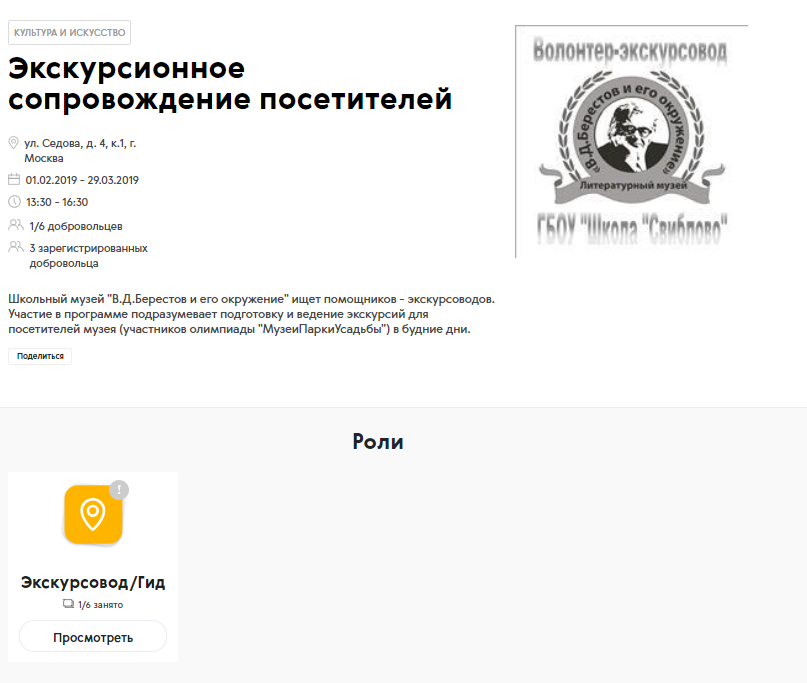 КУЛЬТУРА И ИСКУССТВО
Экскурсионное
сопровождение посетителей
ул. Седова, д. 4, к.1, г.
Москва
01.02.2019 - 29.03.2019
13:30 - 16:30
1/6 добровольцев
3 зарегистрированных
добровольца
Школьный музей "В.Д.Берестов и его окружение" ищет помощников - экскурсоводов.
Участие в программе подразумевает подготовку и ведение экскурсий для
посетителей музея (участников олимпиады "МузеиПаркиУсадьбы") в будние дни.
Поделиться
Волонтер-экскурсовод
«В.Д.Берестов и его окружение»
Литературный музей
ГБОУ "Школа "Свиблово"
Роли
!
Экскурсовод/Гид
1/6 занято
Просмотреть